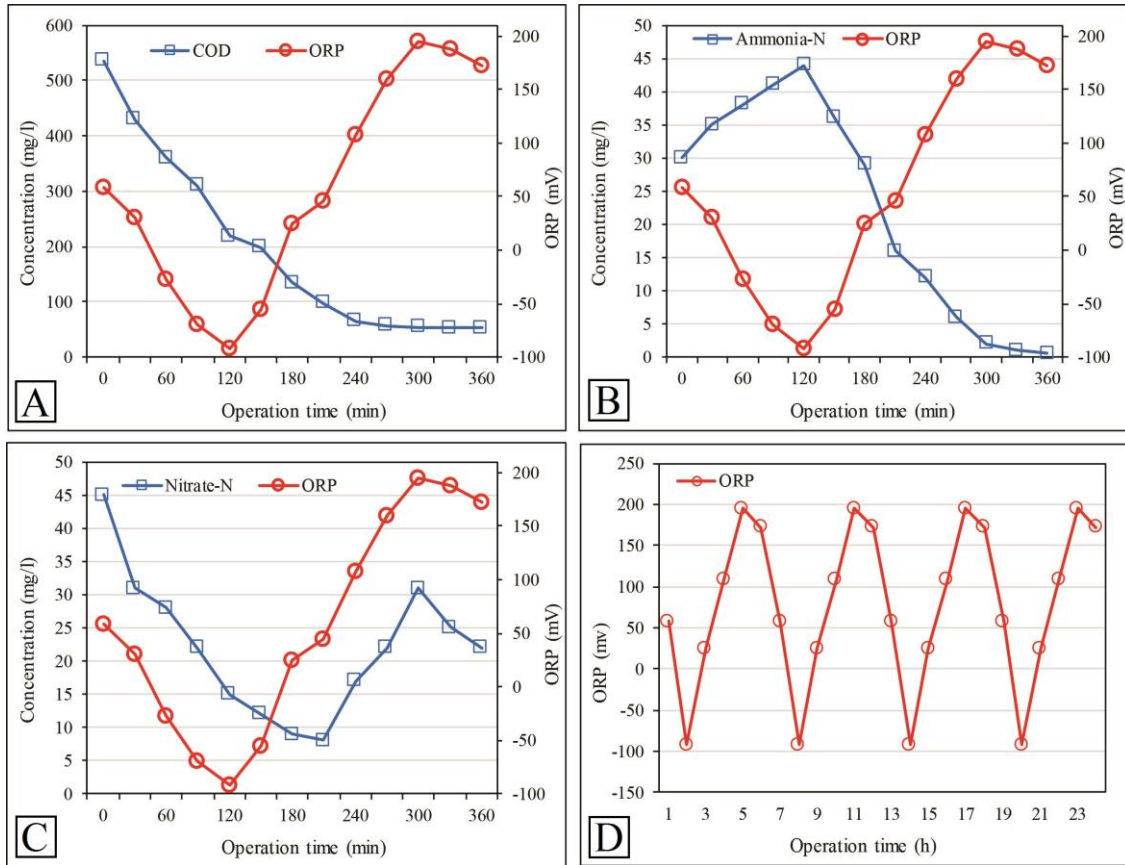 COD
ORP
600
500
400
300
200
100
0
200
150
100
50
0
-50
-100
Concentration (mg/l)
ORP (mV)
0 60 120 180 240 300 360
Operation time (min)
A
Ammonia-N
ORP
50
45
40
35
30
25
20
15
10
5
0
200
150
100
50
0
-50
-100
Concentration (mg/l)
ORP (mV)
0 60 120 180 240 300 360
Operation time (min)
B
Nitrate-N
ORP
50
45
40
35
30
25
20
15
10
5
0
200
150
100
50
0
-50
-100
Concentration (mg/l)
ORP (mV)
0 60 120 180 240 300 360
Operation time (min)
C
ORP
250
200
150
100
50
0
-50
-100
-150
ORP (mv)
1 3 5 7 9 11 13 15 17 19 21 23
Operation time (h)
D